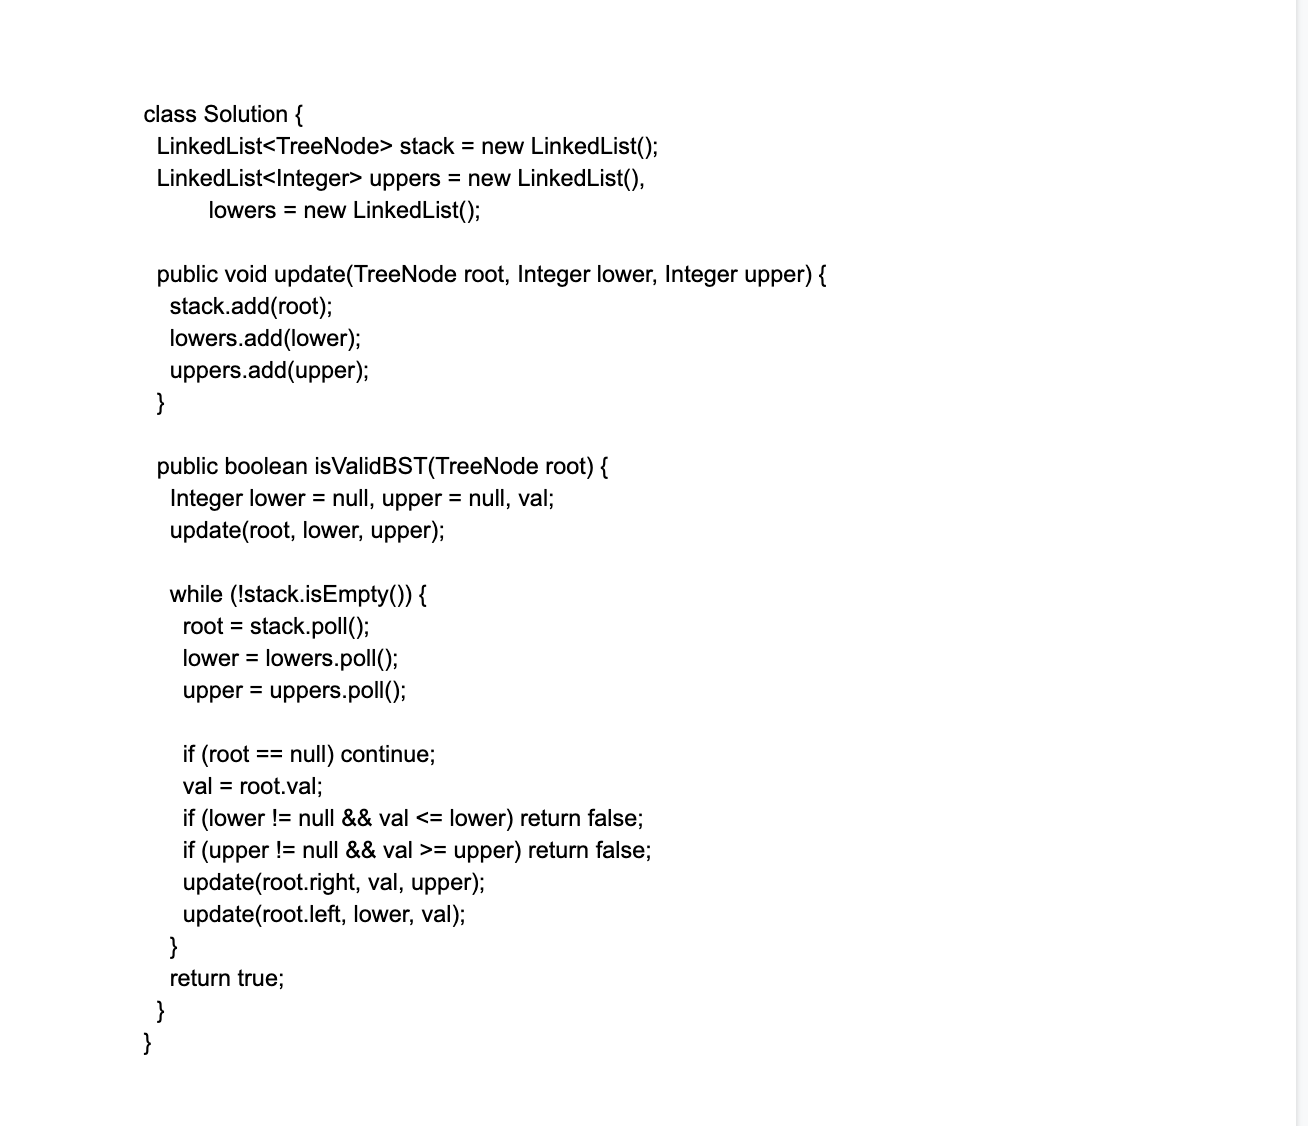 class Solution {
LinkedList<TreeNode> stack = new LinkedList();
LinkedList<Integer> uppers = new LinkedList(),
lowers = new LinkedList();
public void update(TreeNode root, Integer lower, Integer upper) {
stack.add(root);
lowers.add(lower);
uppers.add(upper);
}
public boolean isValidBST(TreeNode root) {
Integer lower = null, upper = null, val;
update(root, lower, upper);
while (!stack.isEmpty()) {
root = stack.poll();
lower = lowers.poll();
upper = uppers.poll();
if (root == null) continue;
val = root.val;
if (lower != null && val <= lower) return false;
if (upper != null && val >= upper) return false;
update(root.right, val, upper);
update(root.left, lower, val);
}
return true;
}
}